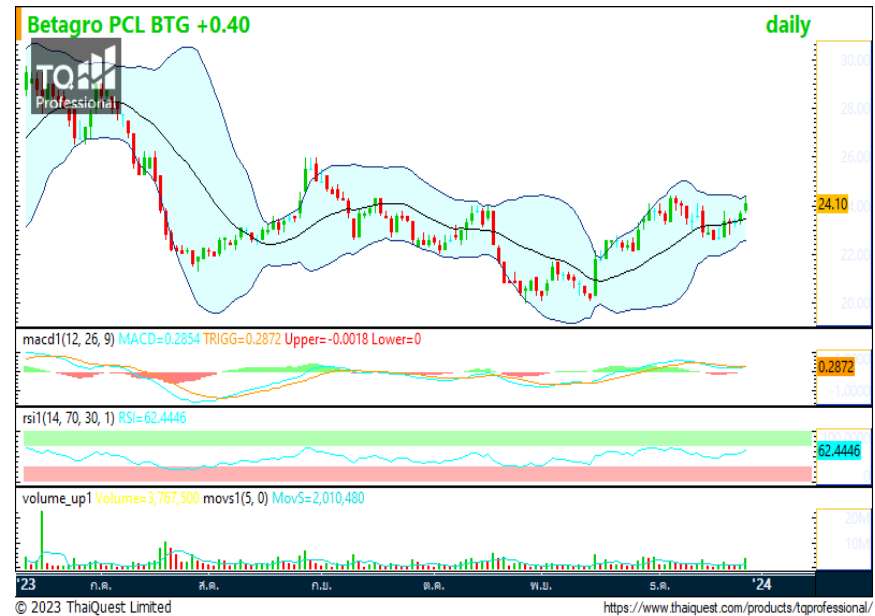 Betagro PCL BTG +0.40 daily
TQ
Professional
30.00
28.00
26.00
24.10
22.00
20.00
macd1(12, 26, 9) MACD=0.2854 TRIGG=0.2872 Upper=-0.0018 Lower=0
0.2872
-1.0000
rsi1(14, 70, 30, 1) RSI=62.4446
62.4446
volume_up1 Volume=3,767,500 movs1(5, 0) MovS=2,010,480
20M
10M
'23 ก.ค. ส.ค. ก.ย. ต.ค. พ.ย. ธ.ค. '24
© 2023 ThaiQuest Limited https://www.thaiquest.com/products/tqprofessional/